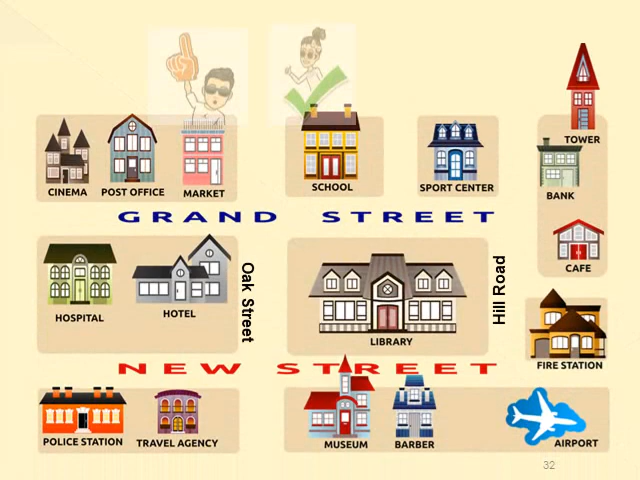 TOWER
CINEMA
POST OFFICE
MARKET
SCHOOL
SPORT CENTER
BANK
GRAND STREET
CAFE
HOSPITAL
HOTEL
Oak Street
LIBRARY
Hill Road
FIRE STATION
NEW STREET
POLICE STATION
TRAVEL AGENCY
MUSEUM
BARBER
AIRPORT
32